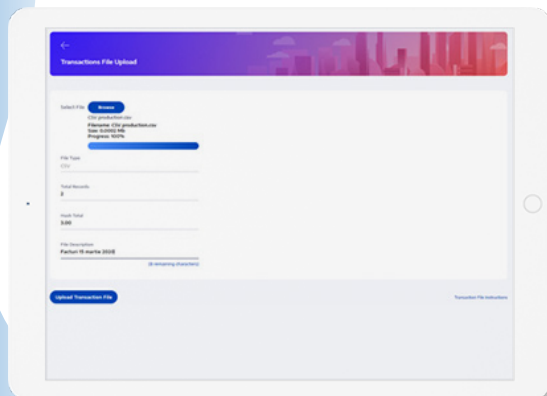 Transactions File Upload
Select File Browse
CSV production.csv
Filename: CSV production.csv
Size: 0.0002 Mb
Progress: 100%
File Type
CSV
Total Records
2
Hash Total
3.00
File Description
Facturi 15 martie 2023
remaining characters)
Upload Transaction File
Transaction File Instructions